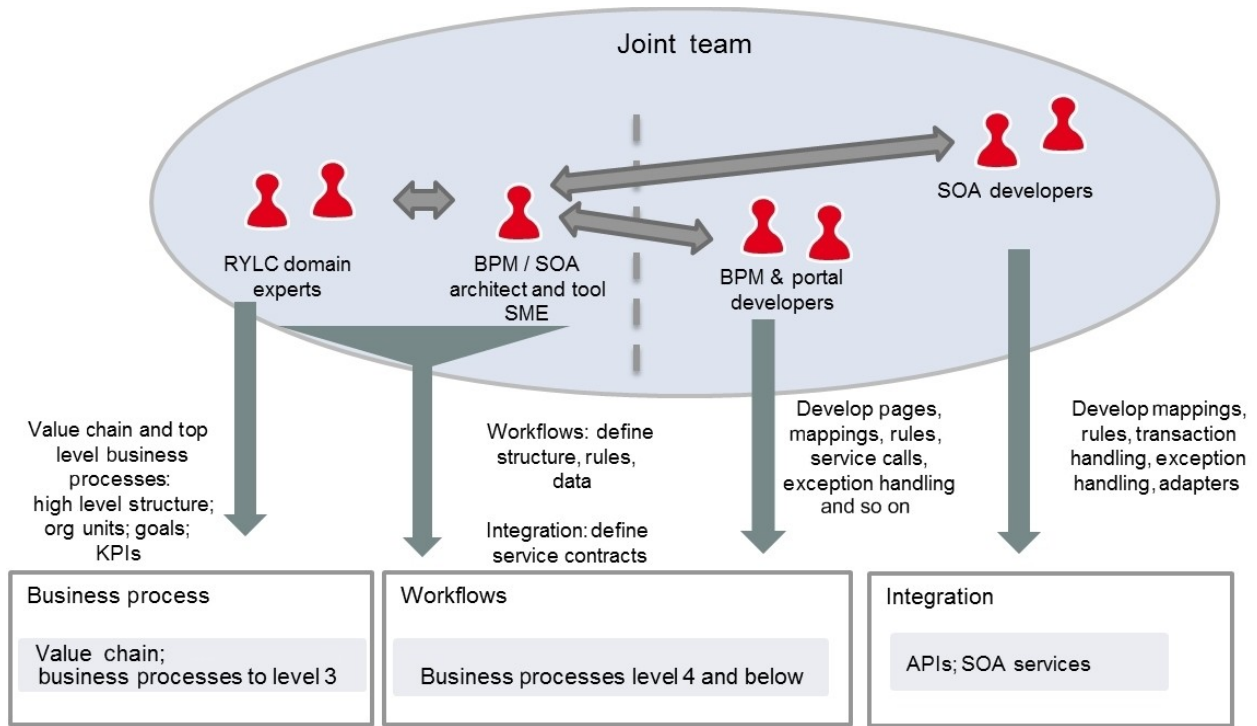 Joint team
SOA developers
RYLC domain
experts
BPM / SOA
architect and tool
SME
BPM & portal
developers
Value chain and top
level business
processes:
high level structure;
org units; goals;
KPIs
Workflows: define
structure, rules,
data
Integration: define
service contracts
Develop pages,
mappings, rules,
service calls,
exception handling
and so on
Develop mappings,
rules, transaction
handling, exception
handling, adapters
Business process
Value chain;
business processes to level 3
Workflows
Business processes level 4 and below
Integration
APIs; SOA services